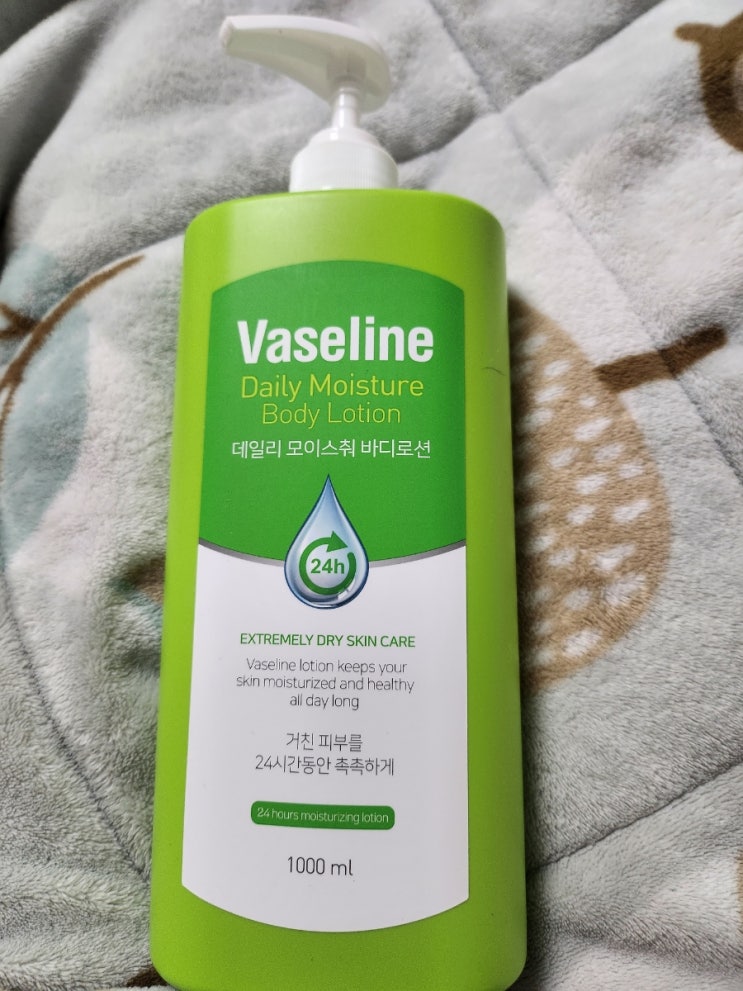 Vaseline
Daily Moisture
Body Lotion
데일리 모이스춰 바디로션
24h
EXTREMELY DRY SKIN CARE
Vaseline lotion keeps your
skin moisturized and healthy
all day long
거친 피부를
24시간동안 촉촉하게
24 hours moisturizing lotion
1000 ml